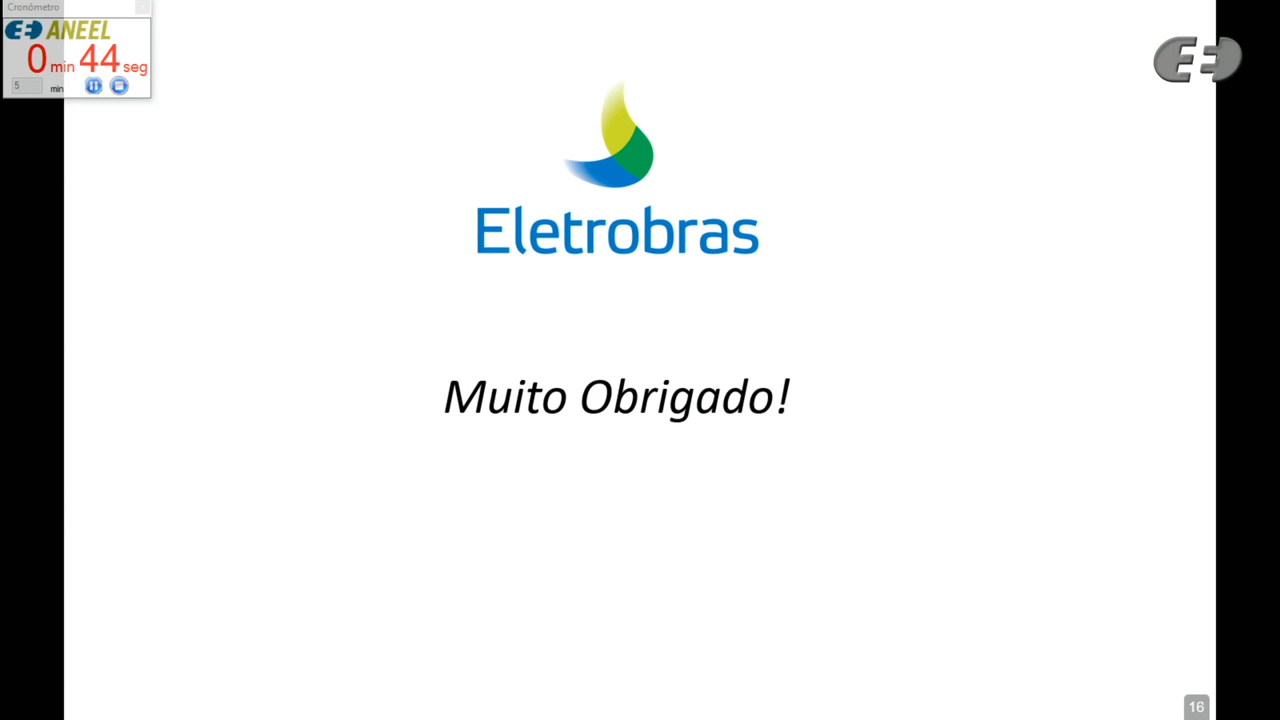 Cronômetro
ANEEL
0 min 44 seg
5 min
Eletrobras
Muito Obrigado!
16